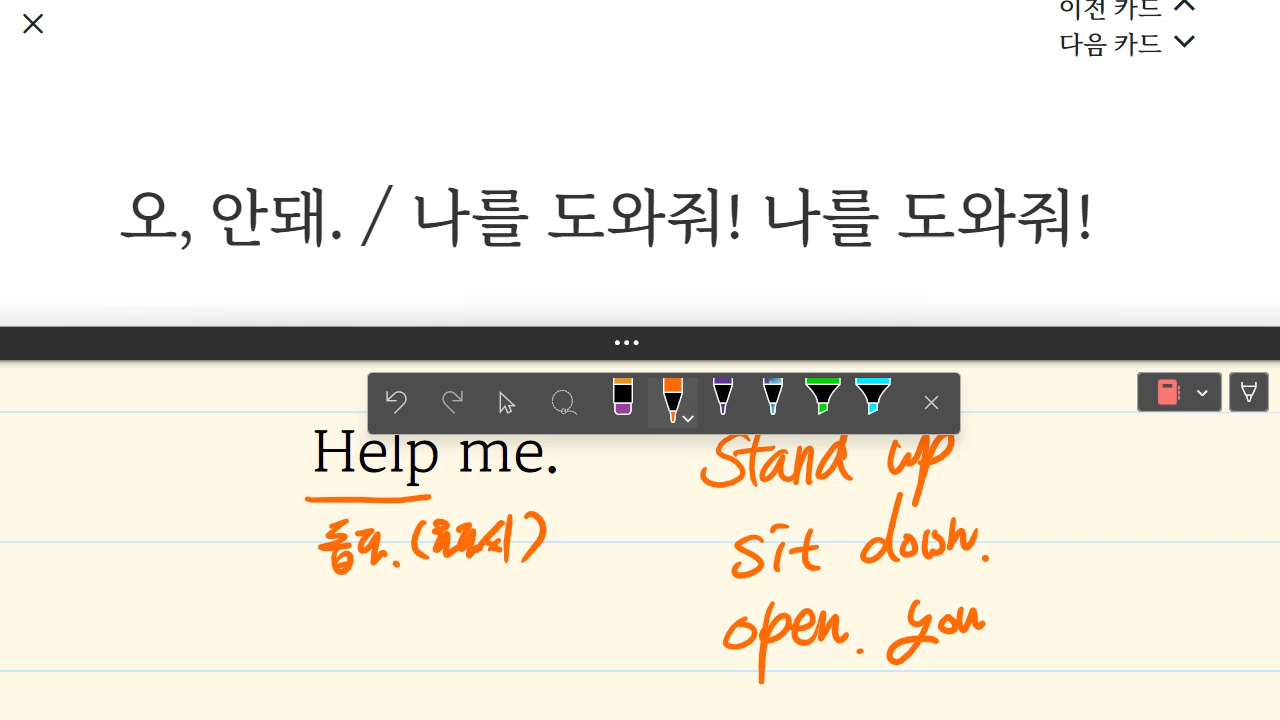 이전 카드
다음 카드
오, 안돼. / 나를 도와줘! 나를 도와줘!
Help me.
Stand up
sit down.
open. you